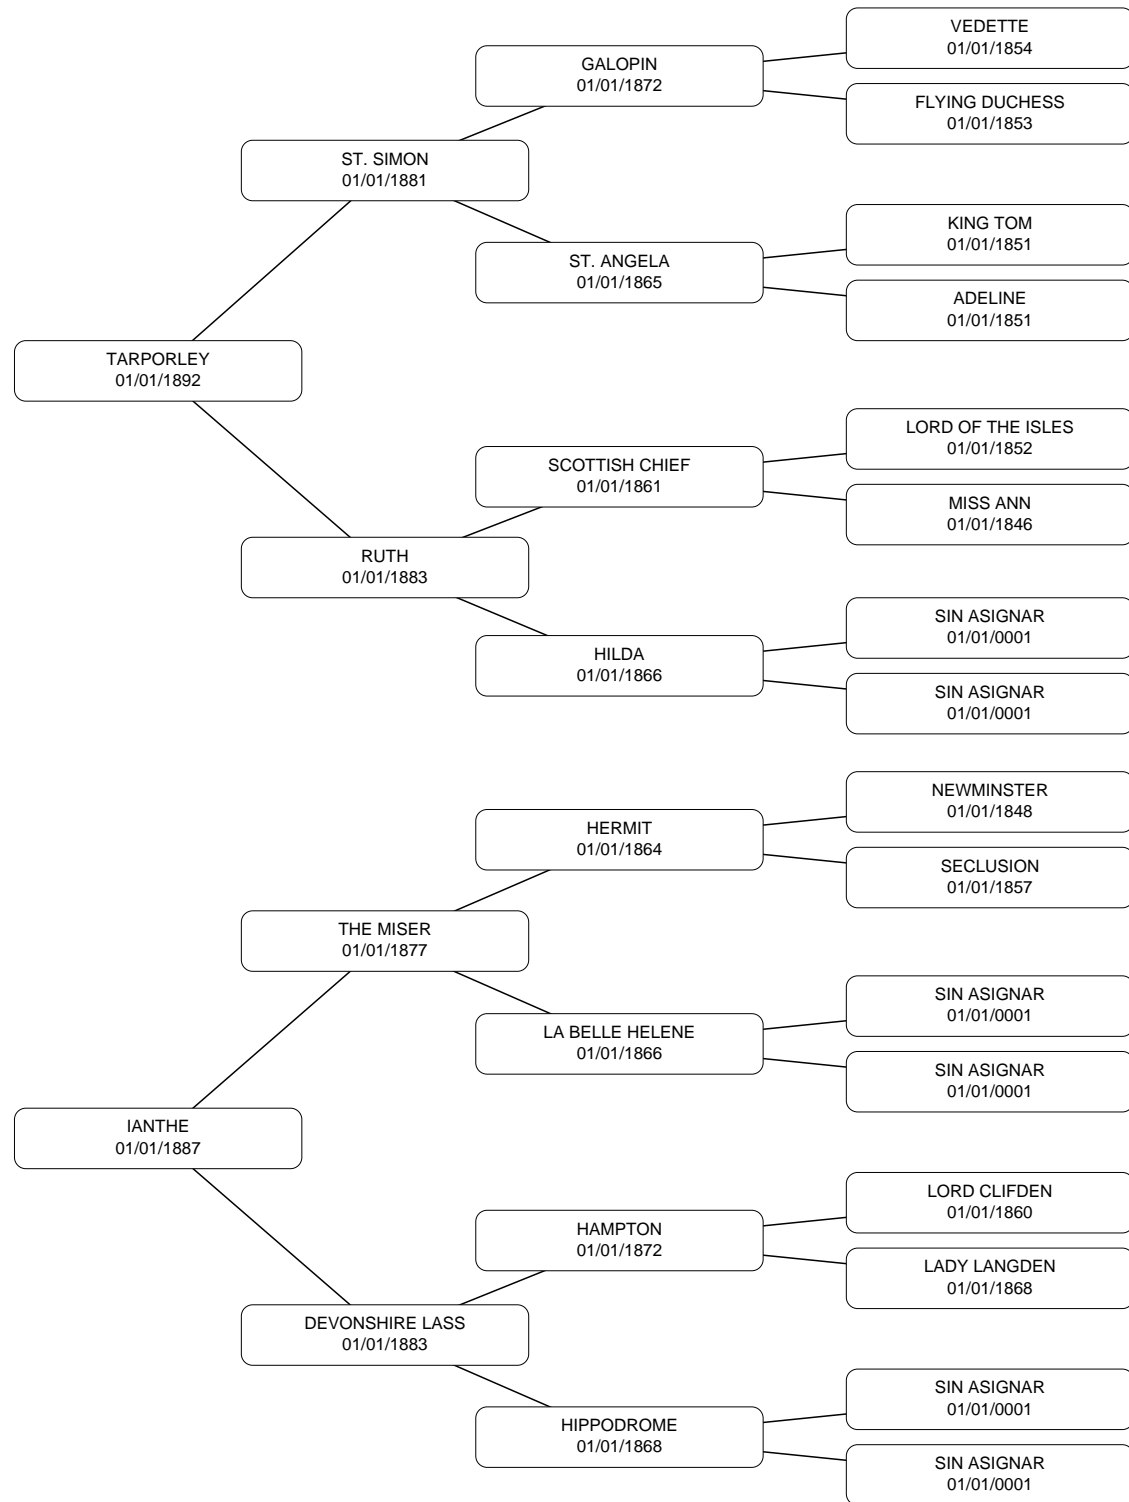 VEDETTE
01/01/1854
GALOPIN
01/01/1872
FLYING DUCHESS
01/01/1853
ST. SIMON
01/01/1881
KING TOM
01/01/1851
ST. ANGELA
01/01/1865
ADELINE
01/01/1851
TARPORLEY
01/01/1892
LORD OF THE ISLES
01/01/1852
SCOTTISH CHIEF
01/01/1861
MISS ANN
01/01/1846
RUTH
01/01/1883
SIN ASIGNAR
01/01/0001
HILDA
01/01/1866
SIN ASIGNAR
01/01/0001
NEWMINSTER
01/01/1848
HERMIT
01/01/1864
SECLUSION
01/01/1857
THE MISER
01/01/1877
SIN ASIGNAR
01/01/0001
LA BELLE HELENE
01/01/1866
SIN ASIGNAR
01/01/0001
IANTHE
01/01/1887
LORD CLIFDEN
01/01/1860
HAMPTON
01/01/1872
LADY LANGDEN
01/01/1868
DEVONSHIRE LASS
01/01/1883
SIN ASIGNAR
01/01/0001
HIPPODROME
01/01/1868
SIN ASIGNAR
01/01/0001